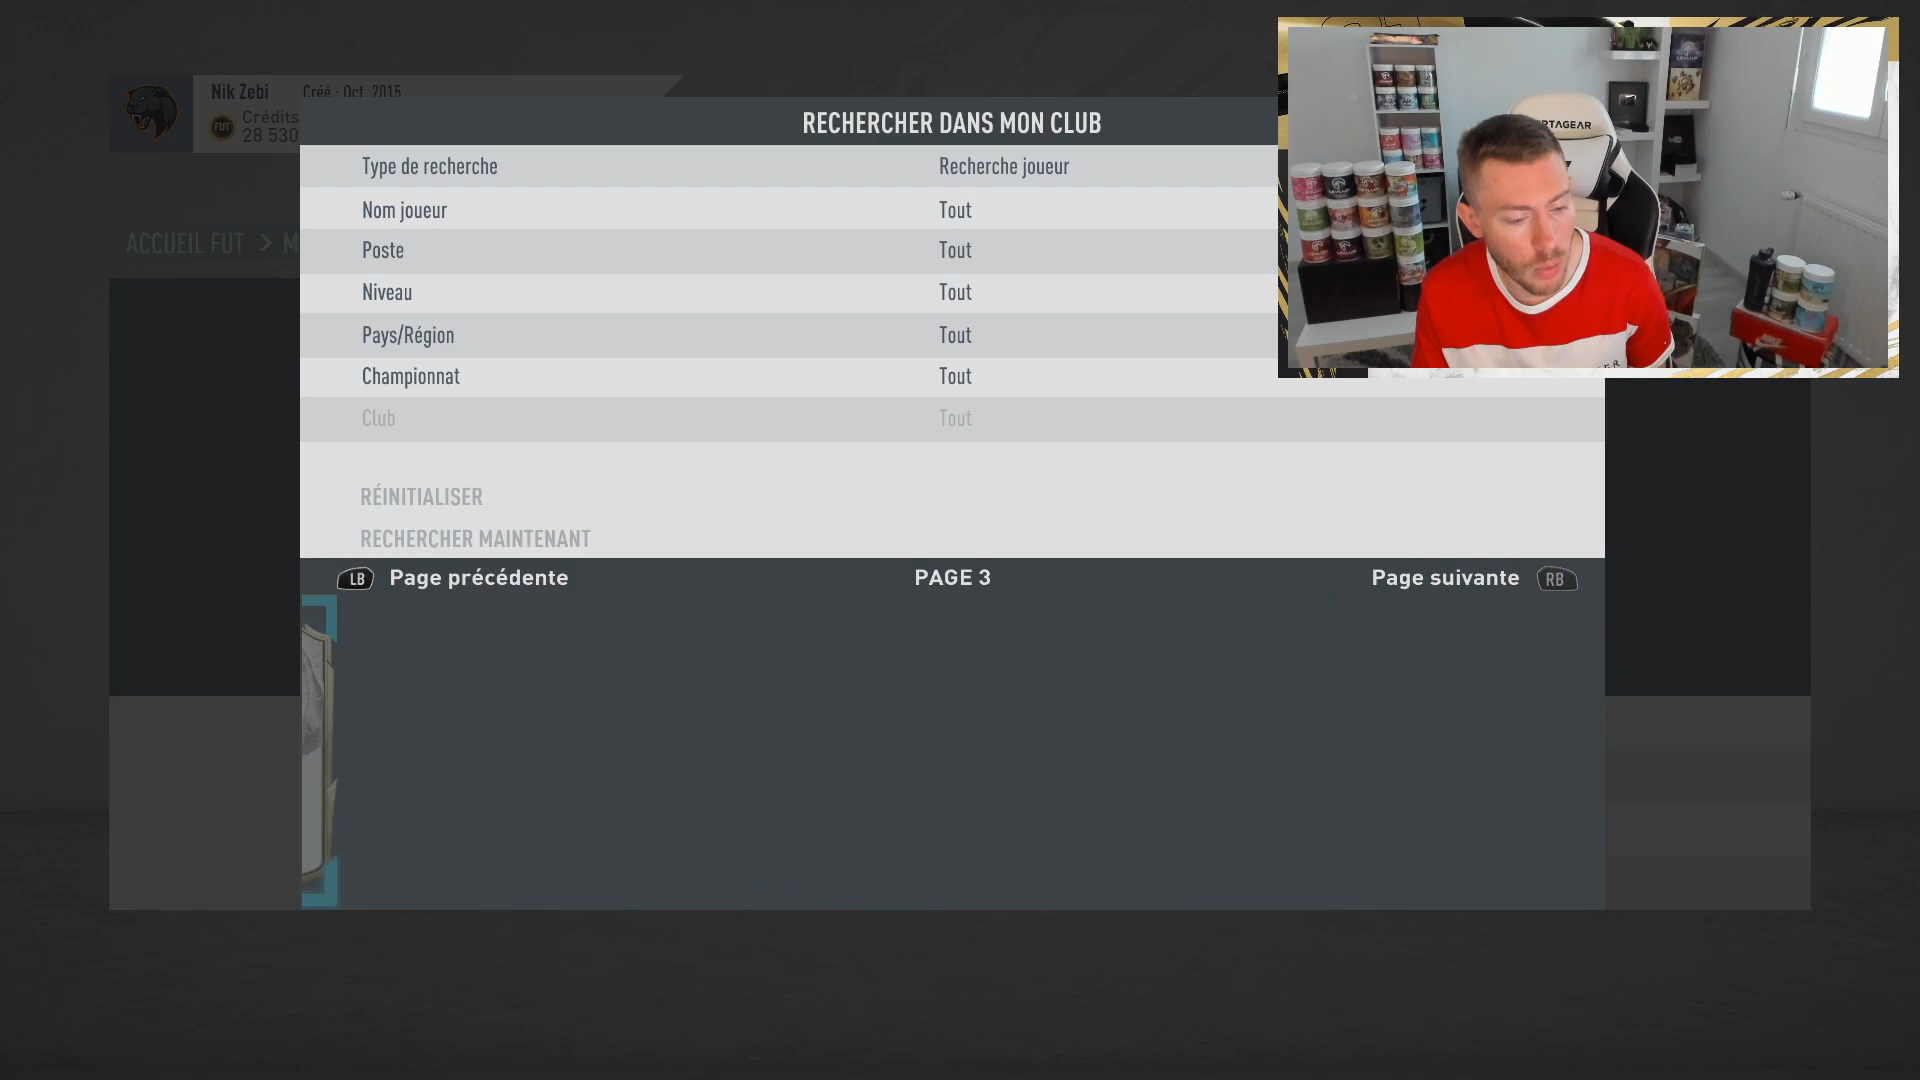 Nik Zebi Créé - Oct. 2015
Crédits
FUT
28 530
RECHERCHER DANS MON CLUB
Type de recherche Recherche joueur
Nom joueur Tout
ACCUEIL FUT > M
Poste Tout
Niveau Tout
Pays/Région Tout
Championnat Tout
Club Tout
RÉINITIALISER
RECHERCHER MAINTENANT
LB Page précédente PAGE 3 Page suivante RB